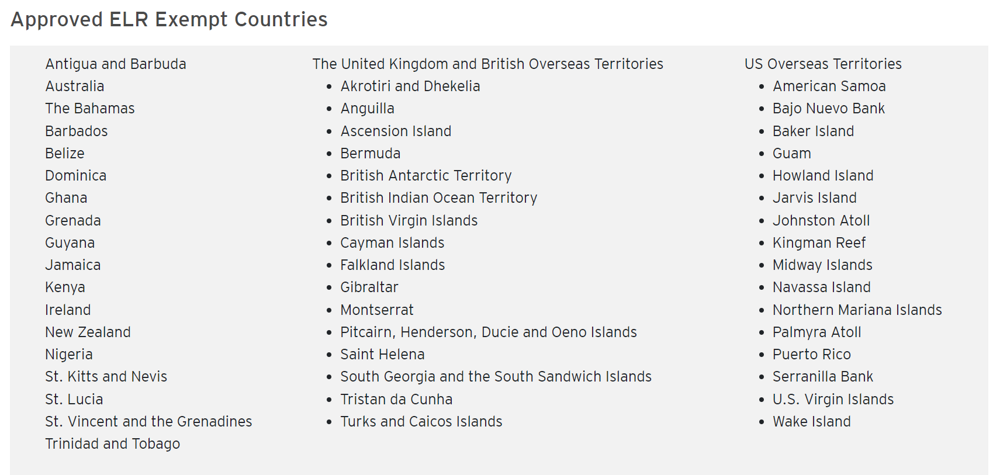 Approved ELR Exempt Countries
Antigua and Barbuda
Australia
The Bahamas
Barbados
Belize
Dominica
Ghana
Grenada
Guyana
Jamaica
Kenya
Ireland
New Zealand
Nigeria
St. Kitts and Nevis
St. Lucia
St. Vincent and the Grenadines
Trinidad and Tobago
The United Kingdom and British Overseas Territories
• Akrotiri and Dhekelia
• Anguilla
• Ascension Island
• Bermuda
• British Antarctic Territory
• British Indian Ocean Territory
• British Virgin Islands
• Cayman Islands
• Falkland Islands
• Gibraltar
• Montserrat
• Pitcairn, Henderson, Ducie and Oeno Islands
• Saint Helena
• South Georgia and the South Sandwich Islands
• Tristan da Cunha
• Turks and Caicos Islands
US Overseas Territories
• American Samoa
• Bajo Nuevo Bank
• Baker Island
• Guam
• Howland Island
• Jarvis Island
• Johnston Atoll
• Kingman Reef
• Midway Islands
• Navassa Island
• Northern Mariana Islands
• Palmyra Atoll
• Puerto Rico
• Serranilla Bank
• U.S. Virgin Islands
• Wake Island